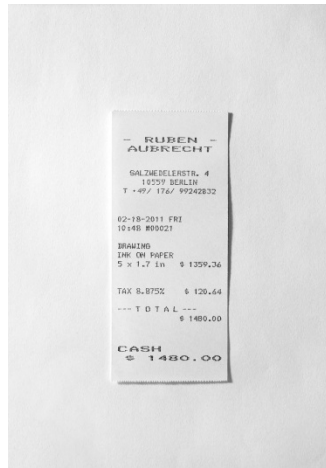 - RUBEN -
AUBRECHT
SALZWEDELERSTR. 4
10559 BERLIN
T +49/ 176/ 99242832
02-18-2011 FRI
10:48 #00021
DRAWING
INK ON PAPER
5 x 1.7 in $ 1359.36
TAX 8.875% $ 120.64
--- T O T A L ---
$ 1480.00
CASH
$ 1480.00